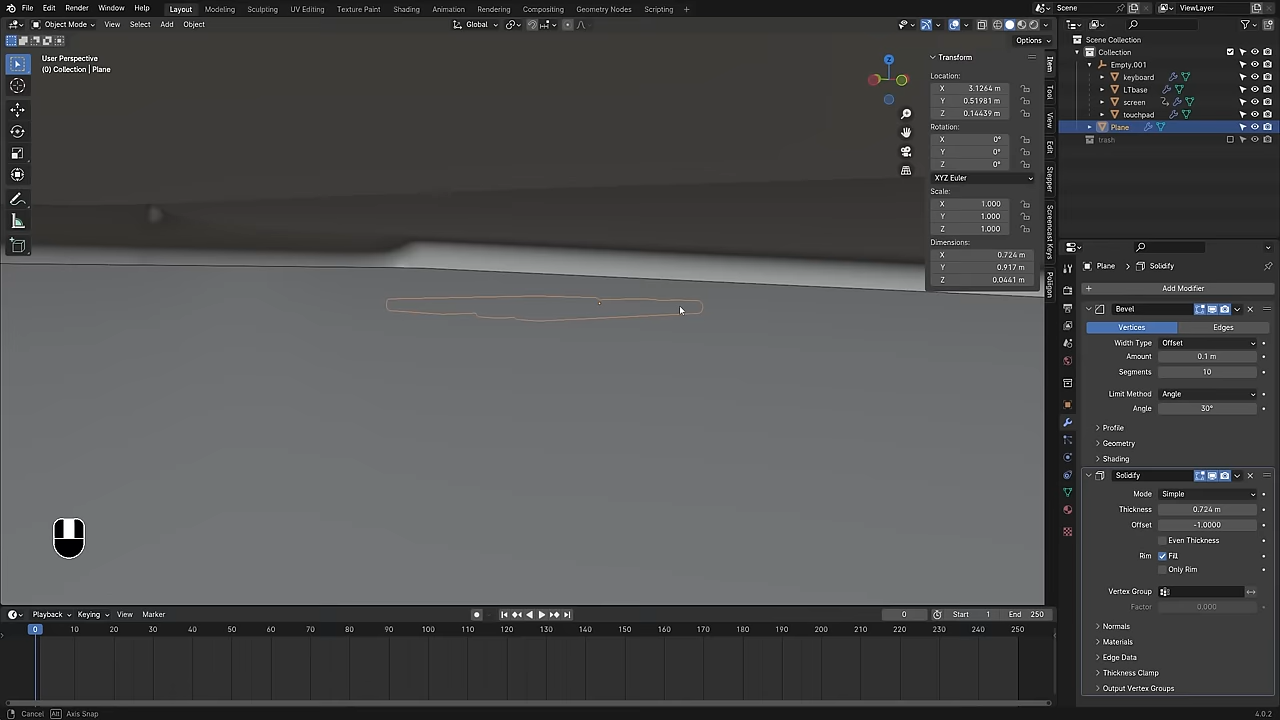 File Edit Render Window Help Layout Modeling Sculpting UV Editing Texture Paint Shading Animation Rendering Compositing Geometry Nodes Scripting + Scene ViewLayer
Object Mode View Select Add Object Global
Options
User Perspective
(0) Collection | Plane
Z
Transform
Location:
X 3.1264 m
Y 0.51981 m
Z 0.14439 m
Rotation:
X 0°
Y 0°
Z 0°
XYZ Euler
Scale:
X 1.000
Y 1.000
Z 1.000
Dimensions:
X 0.724 m
Y 0.917 m
Z 0.0441 m
Item
Tool
View
Edit
Stepper
Screencast Keys
Poliigon
Scene Collection
Collection
Empty.001
keyboard
LTbase
screen
touchpad
Plane
trash
Plane > Solidify
+ Add Modifier
Bevel
Vertices Edges
Width Type Offset
Amount 0.1 m
Segments 10
Limit Method Angle
Angle 30°
Profile
Geometry
Shading
Solidify
Mode Simple
Thickness 0.724 m
Offset -1.0000
Even Thickness
Rim Fill
Only Rim
Vertex Group
Factor 0.000
Normals
Materials
Edge Data
Thickness Clamp
Output Vertex Groups
Playback Keying View Marker 0 Start 1 End 250
0 10 20 30 40 50 60 70 80 90 100 110 120 130 140 150 160 170 180 190 200 210 220 230 240 250
Cancel Alt Axis Snap 4.0.2